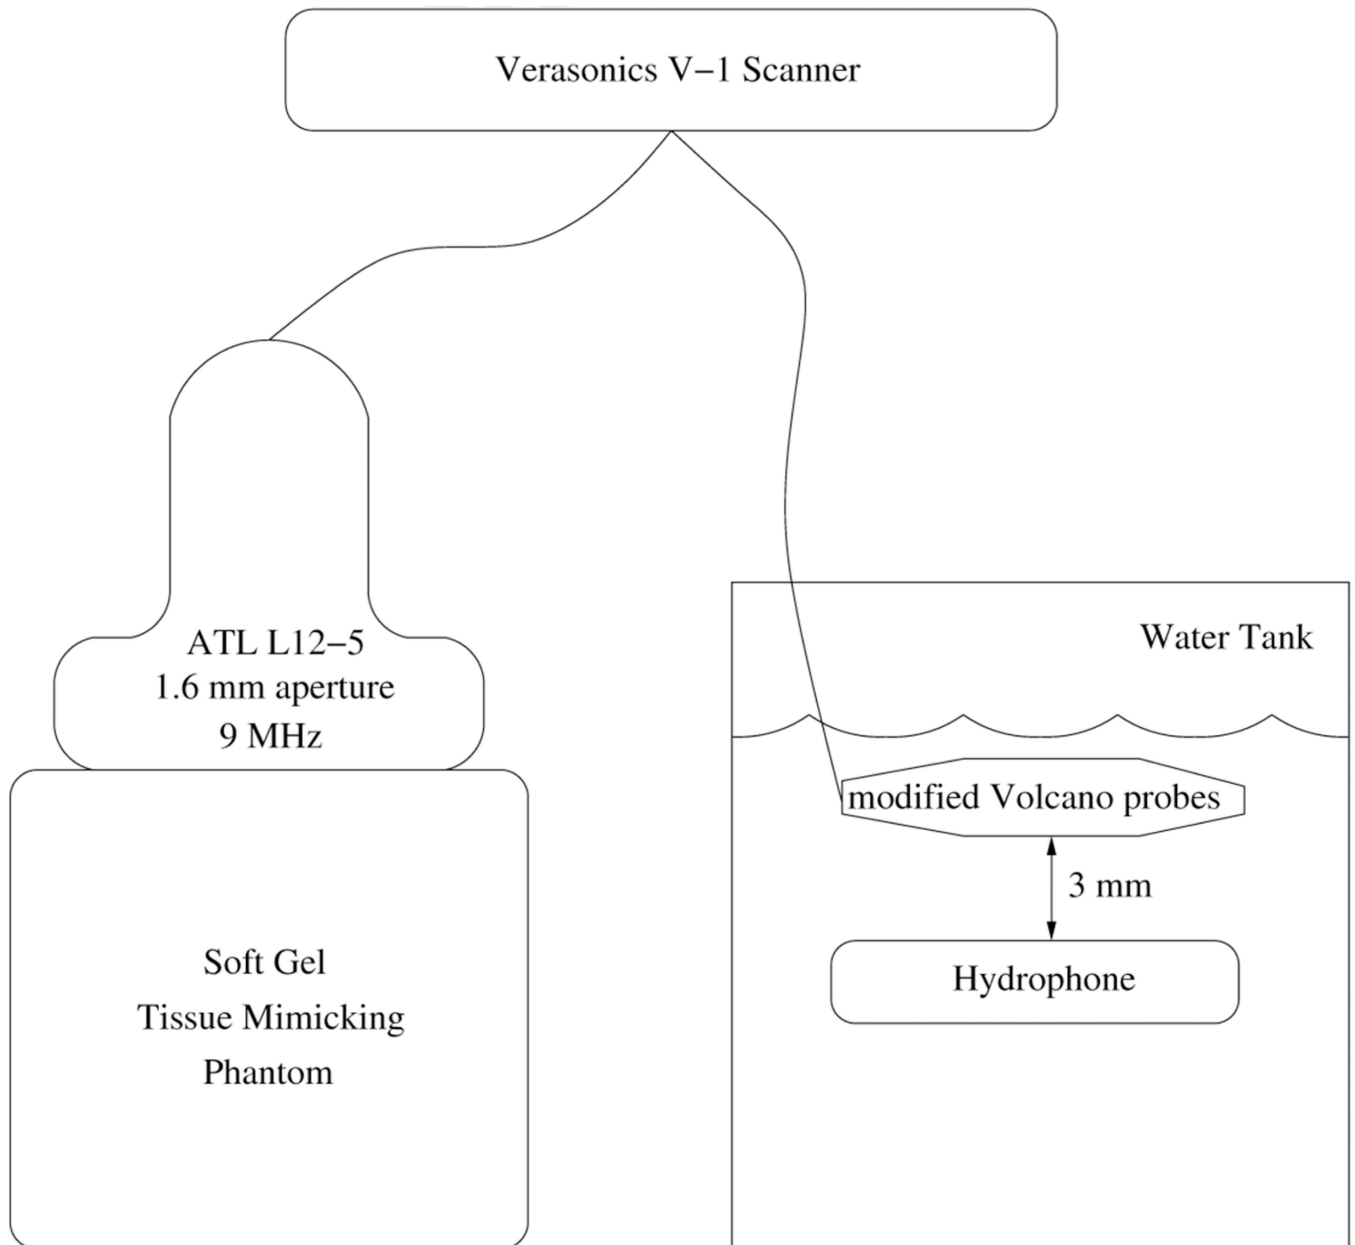 Verasonics V−1 Scanner
ATL L12−5
1.6 mm aperture
9 MHz
Soft Gel
Tissue Mimicking
Phantom
Water Tank
modified Volcano probes
3 mm
Hydrophone